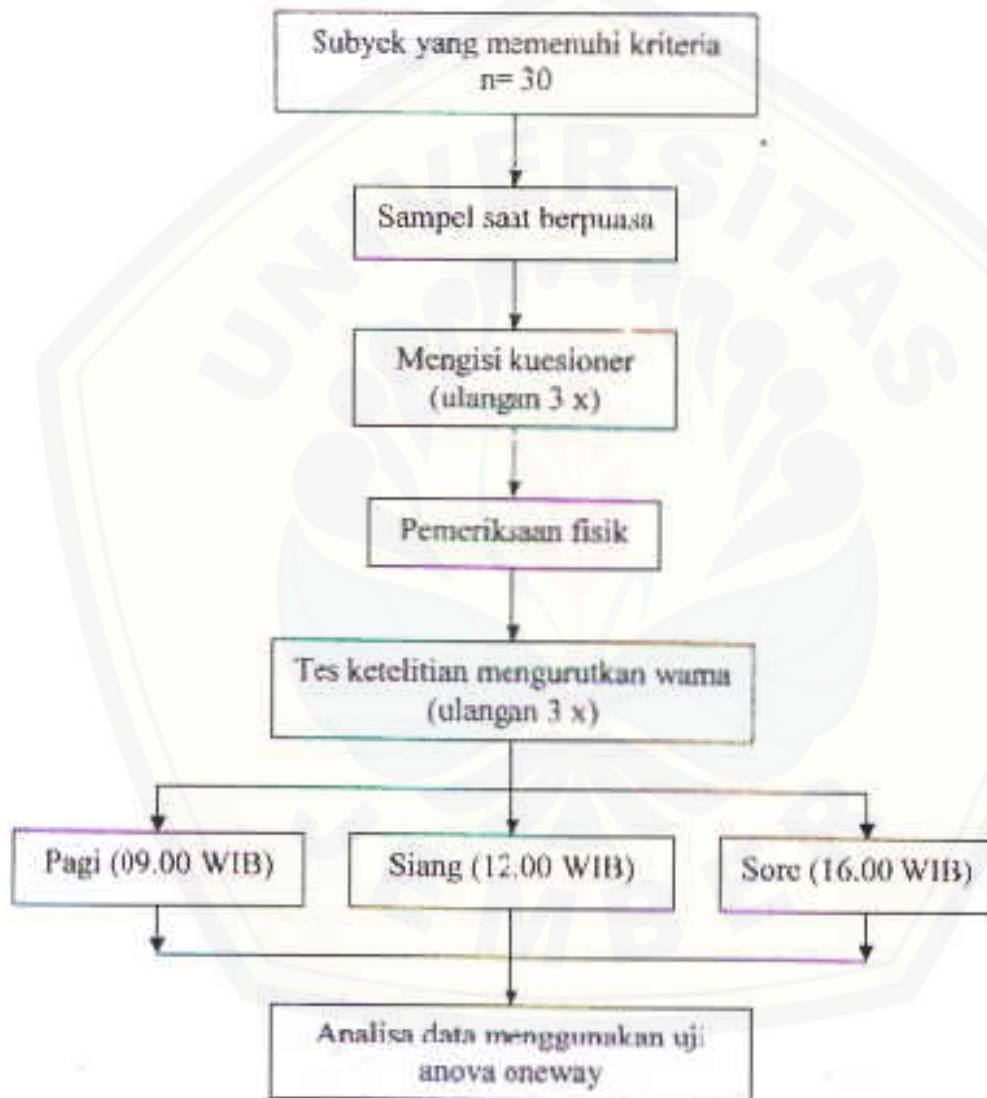 Subyek yang memenuhi kriteria
n= 30
Sampel saat berpuasa
Mengisi kuesioner
(ulangan 3 x)
Pemeriksaan fisik
Tes ketelitian mengurutkan warna
(ulangan 3 x)
Pagi (09.00 WIB)
Siang (12.00 WIB)
Sore (16.00 WIB)
Analisa data menggunakan uji
anova oneway
UNIVERSITAS
JEMBER